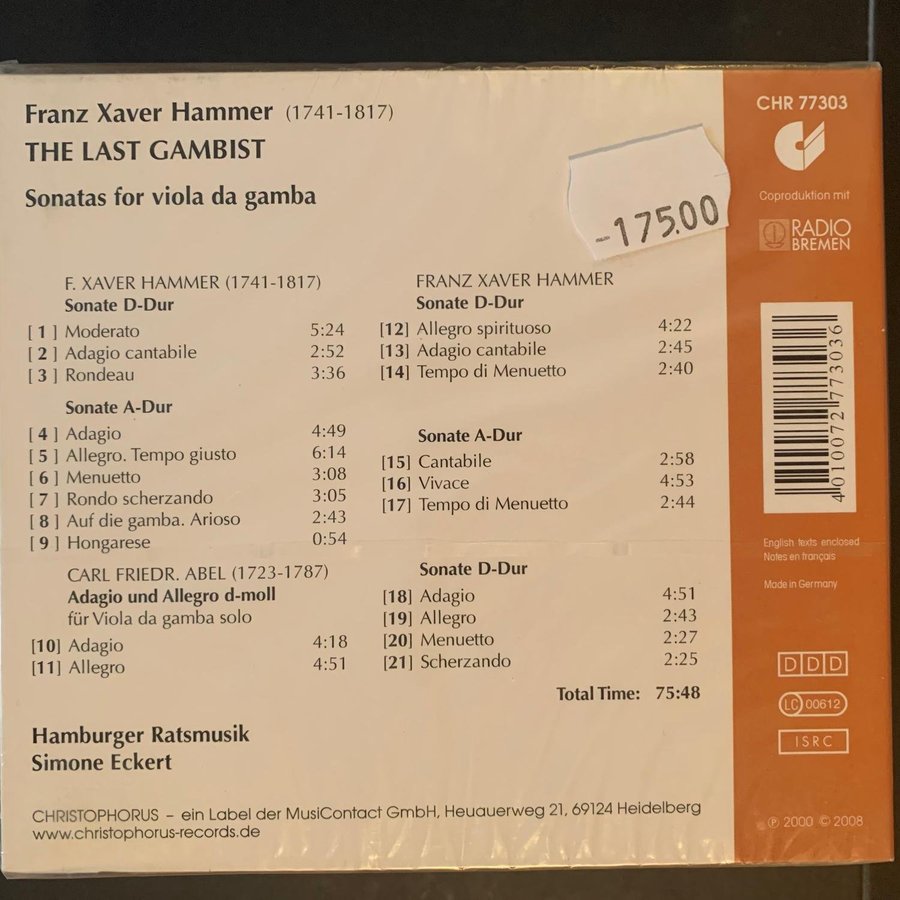 Franz Xaver Hammer (1741-1817)
THE LAST GAMBIST
Sonatas for viola da gamba
-175.00
F. XAVER HAMMER (1741-1817)
Sonate D-Dur
[ 1 ] Moderato 5:24
[ 2 ] Adagio cantabile 2:52
[ 3 ] Rondeau 3:36
Sonate A-Dur
[ 4 ] Adagio 4:49
[ 5 ] Allegro. Tempo giusto 6:14
[ 6 ] Menuetto 3:08
[ 7 ] Rondo scherzando 3:05
[ 8 ] Auf die gamba. Arioso 2:43
[ 9 ] Hongarese 0:54
CARL FRIEDR. ABEL (1723-1787)
Adagio und Allegro d-moll
für Viola da gamba solo
[10] Adagio 4:18
[11] Allegro 4:51
FRANZ XAVER HAMMER
Sonate D-Dur
[12] Allegro spirituoso 4:22
[13] Adagio cantabile 2:45
[14] Tempo di Menuetto 2:40
Sonate A-Dur
[15] Cantabile 2:58
[16] Vivace 4:53
[17] Tempo di Menuetto 2:44
Sonate D-Dur
[18] Adagio 4:51
[19] Allegro 2:43
[20] Menuetto 2:27
[21] Scherzando 2:25
Total Time: 75:48
Hamburger Ratsmusik
Simone Eckert
CHRISTOPHORUS – ein Label der MusiContact GmbH, Heuauerweg 21, 69124 Heidelberg
www.christophorus-records.de
CHR 77303
Coproduktion mit
RADIO
BREMEN
4 010072 773036
English texts enclosed
Notes en français
Made in Germany
DDD
LC 00612
ISRC
℗ 2000 © 2008